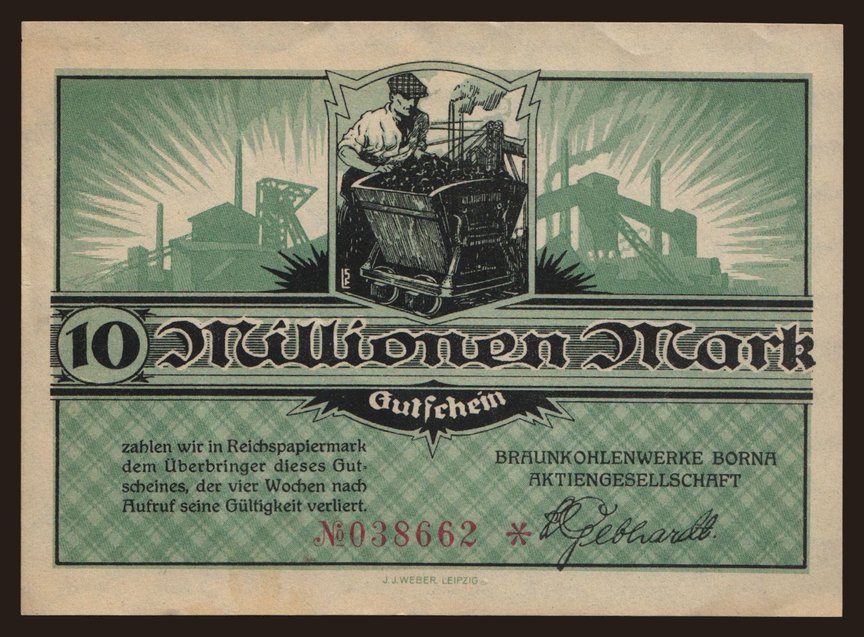 10 Millionen Mark
Gutschein
zahlen wir in Reichspapiermark
dem Überbringer dieses Gut-
scheines, der vier Wochen nach
Aufruf seine Gültigkeit verliert.
BRAUNKOHLENWERKE BORNA
AKTIENGESELLSCHAFT
№038662 *
Gebhardt.
J.J.WEBER, LEIPZIG